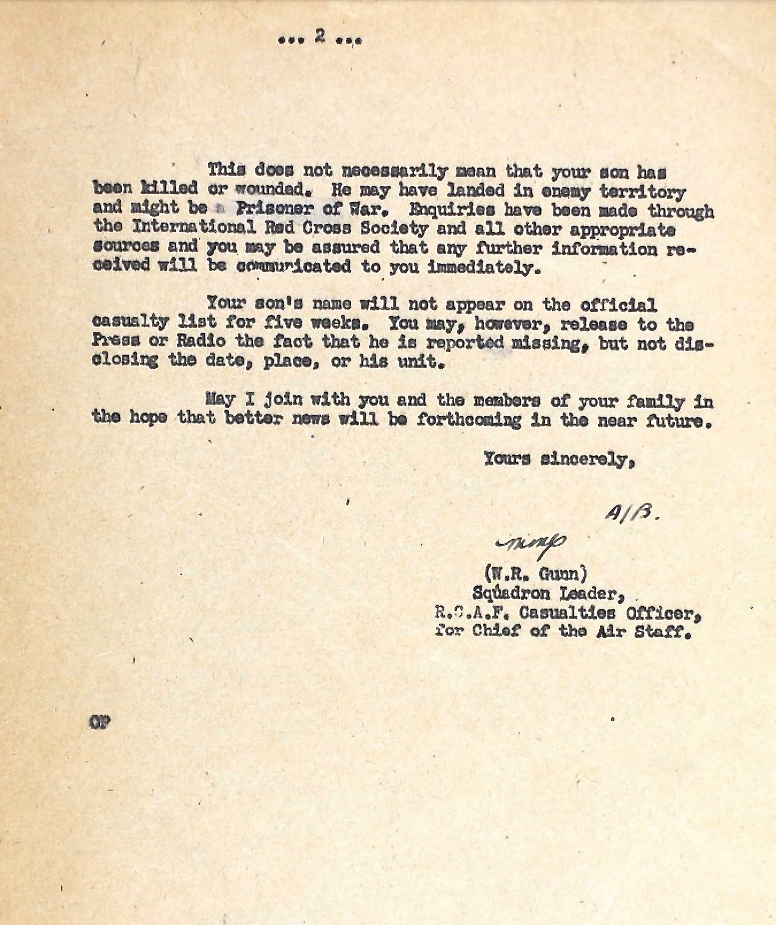 ... 2 ...
This does not necessarily mean that your son has
been killed or wounded. He may have landed in enemy territory
and might be a Prisoner of War. Enquiries have been made through
the International Red Cross Society and all other appropriate
sources and you may be assured that any further information re-
ceived will be communicated to you immediately.
Your son's name will not appear on the official
casualty list for five weeks. You may, however, release to the
Press or Radio the fact that he is reported missing, but not dis-
closing the date, place, or his unit.
May I join with you and the members of your family in
the hope that better news will be forthcoming in the near future.
Yours sincerely,
A/B.
(W.R. Gunn)
Squadron Leader,
R.C.A.F. Casualties Officer,
for Chief of the Air Staff.